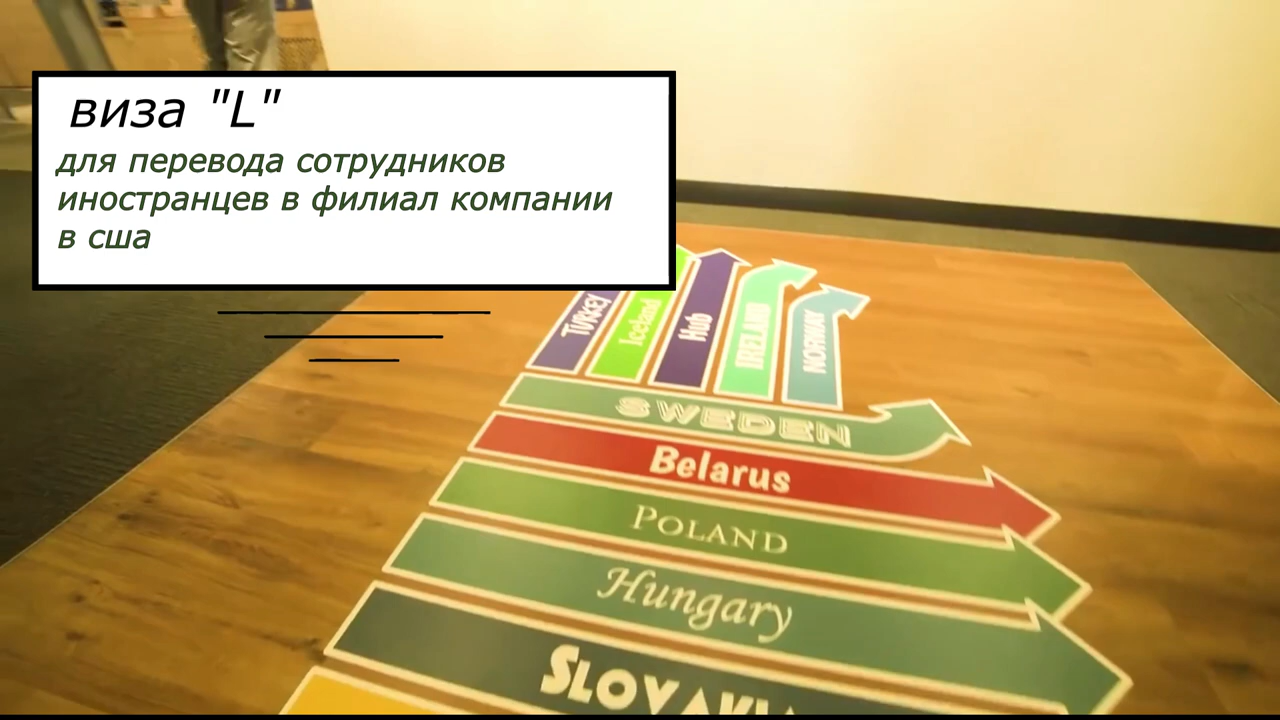 виза "L"
для перевода сотрудников
иностранцев в филиал компании
в сша
TURKEY
Iceland
Hub
IRELAND
NORWAY
SWEDEN
Belarus
POLAND
Hungary